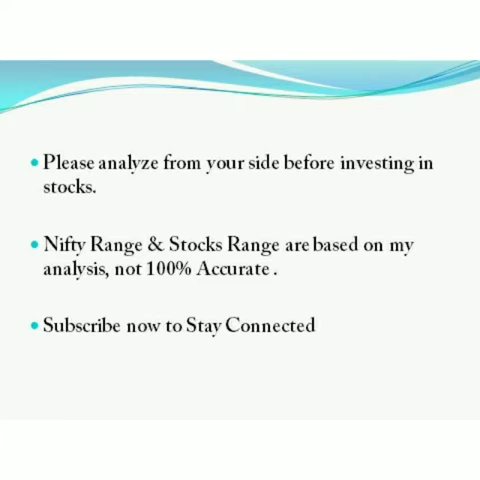 Please analyze from your side before investing in
stocks.
Nifty Range & Stocks Range are based on my
analysis, not 100% Accurate .
Subscribe now to Stay Connected